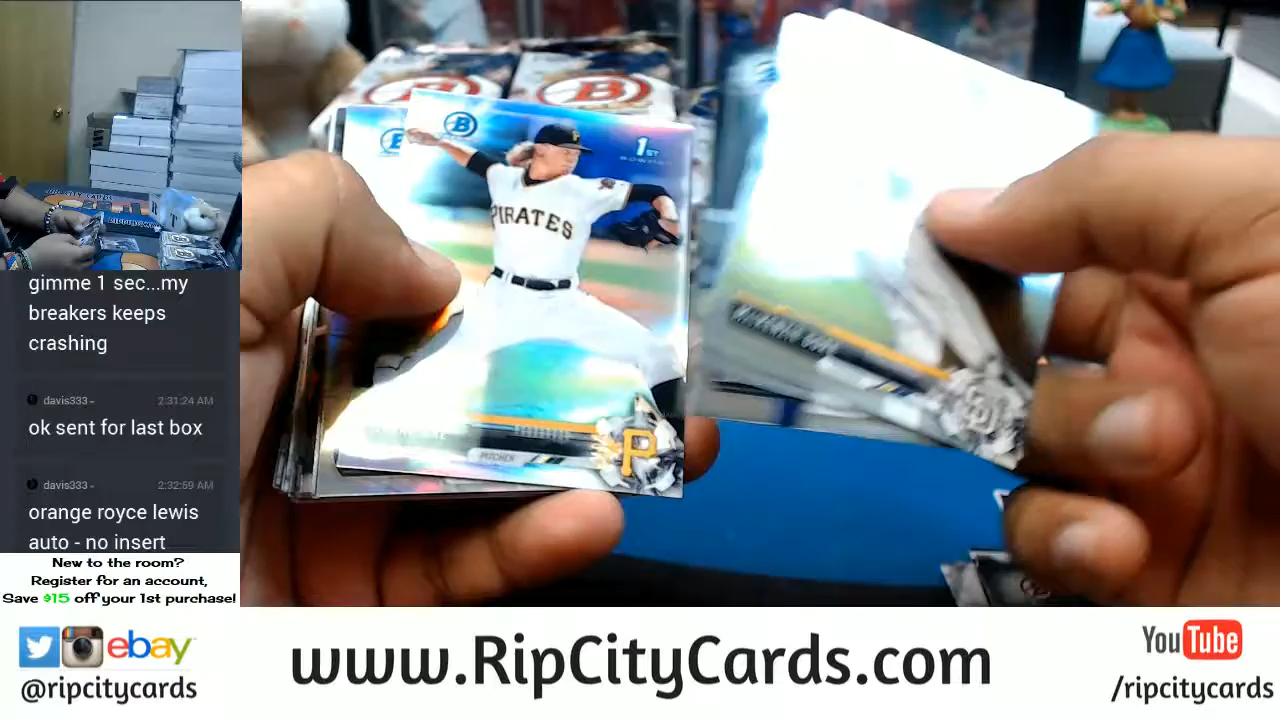 gimme 1 sec...my
breakers keeps
crashing
davis333 - 2:31:24 AM
ok sent for last box
davis333 - 2:32:59 AM
orange royce lewis
auto - no insert
New to the room?
Register for an account,
Save $15 off your 1st purchase!
B
B
B
1ST
BOWMAN
PIRATES
P
PITCHER
P
SD
ebay
@ripcitycards
www.RipCityCards.com
YouTube
/ripcitycards